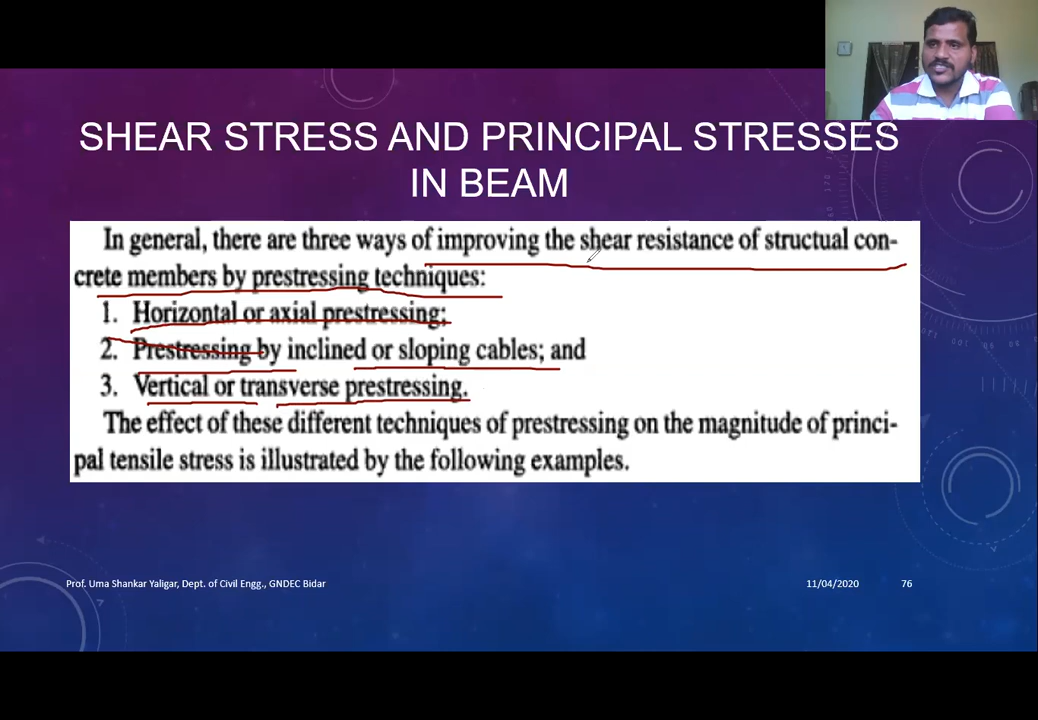 SHEAR STRESS AND PRINCIPAL STRESSES
IN BEAM
In general, there are three ways of improving the shear resistance of structual con-
crete members by prestressing techniques:
1. Horizontal or axial prestressing;
2. Prestressing by inclined or sloping cables; and
3. Vertical or transverse prestressing.
The effect of these different techniques of prestressing on the magnitude of princi-
pal tensile stress is illustrated by the following examples.
Prof. Uma Shankar Yaligar, Dept. of Civil Engg., GNDEC Bidar
11/04/2020
76